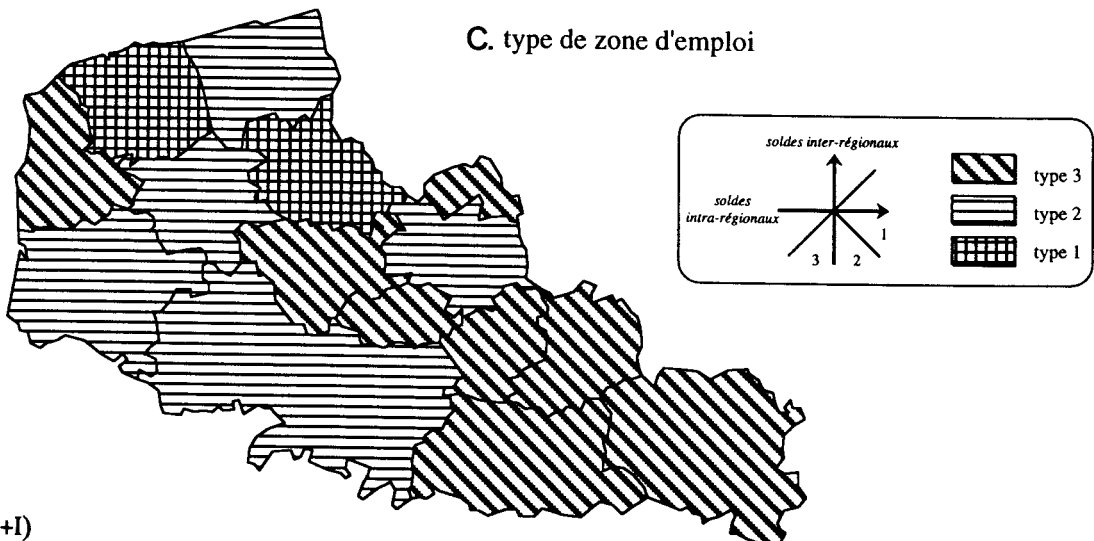 C. type de zone d'emploi
soldes inter-régionaux
soldes
intra-régionaux
1
3 2
type 3
type 2
type 1
+I)